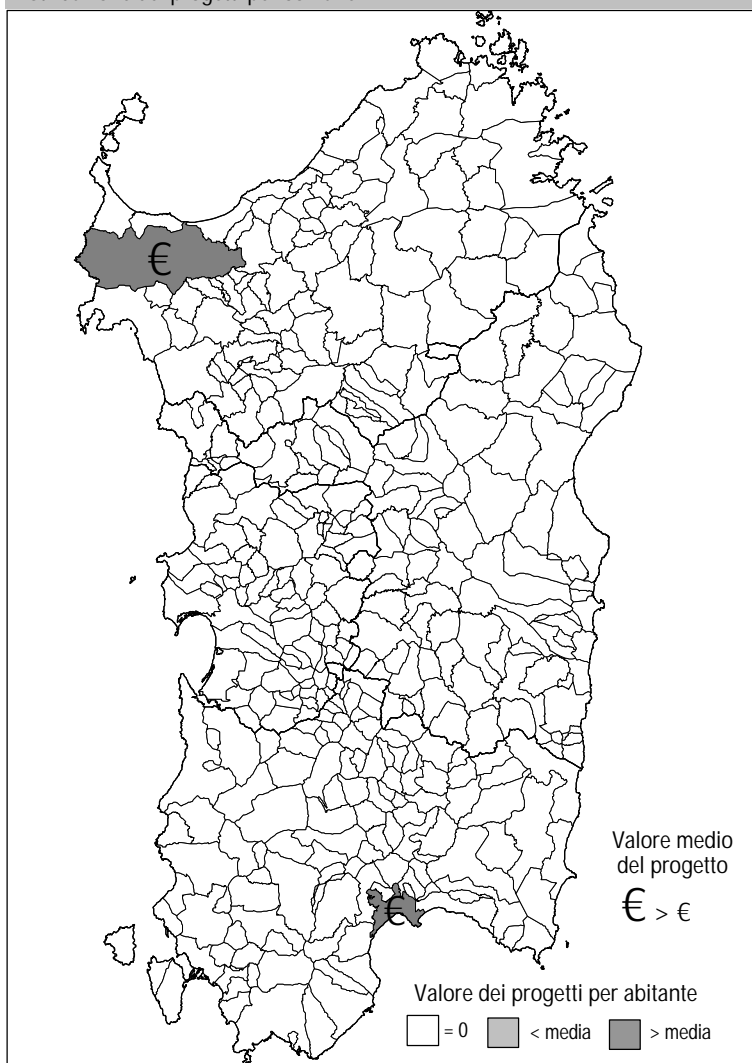 €
€
Valore medio
del progetto
€ > €
Valore dei progetti per abitante
= 0 < media > media